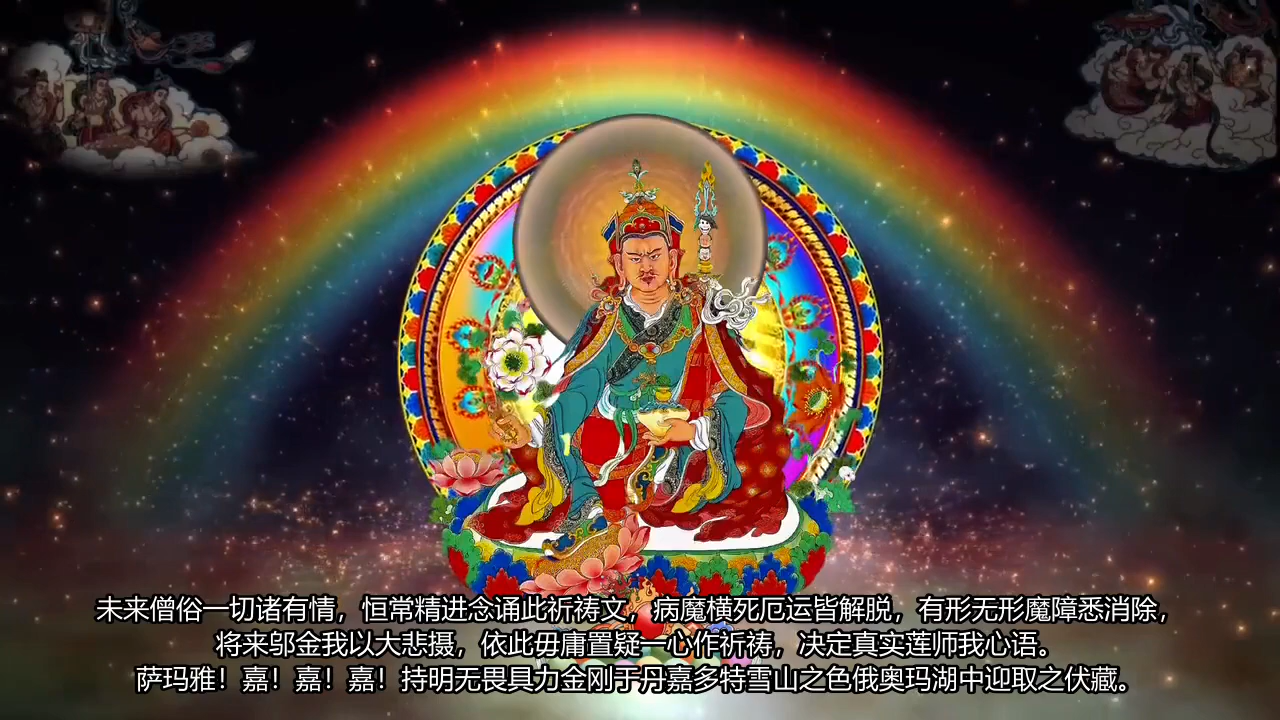 未来僧俗一切诸有情，恒常精进念诵此祈祷文，病魔横死厄运皆解脱，有形无形魔障悉消除，
将来邬金我以大悲摄，依此毋庸置疑一心作祈祷，决定真实莲师我心语。
萨玛雅！嘉！嘉！嘉！持明无畏具力金刚于丹嘉多特雪山之色俄奥玛湖中迎取之伏藏。